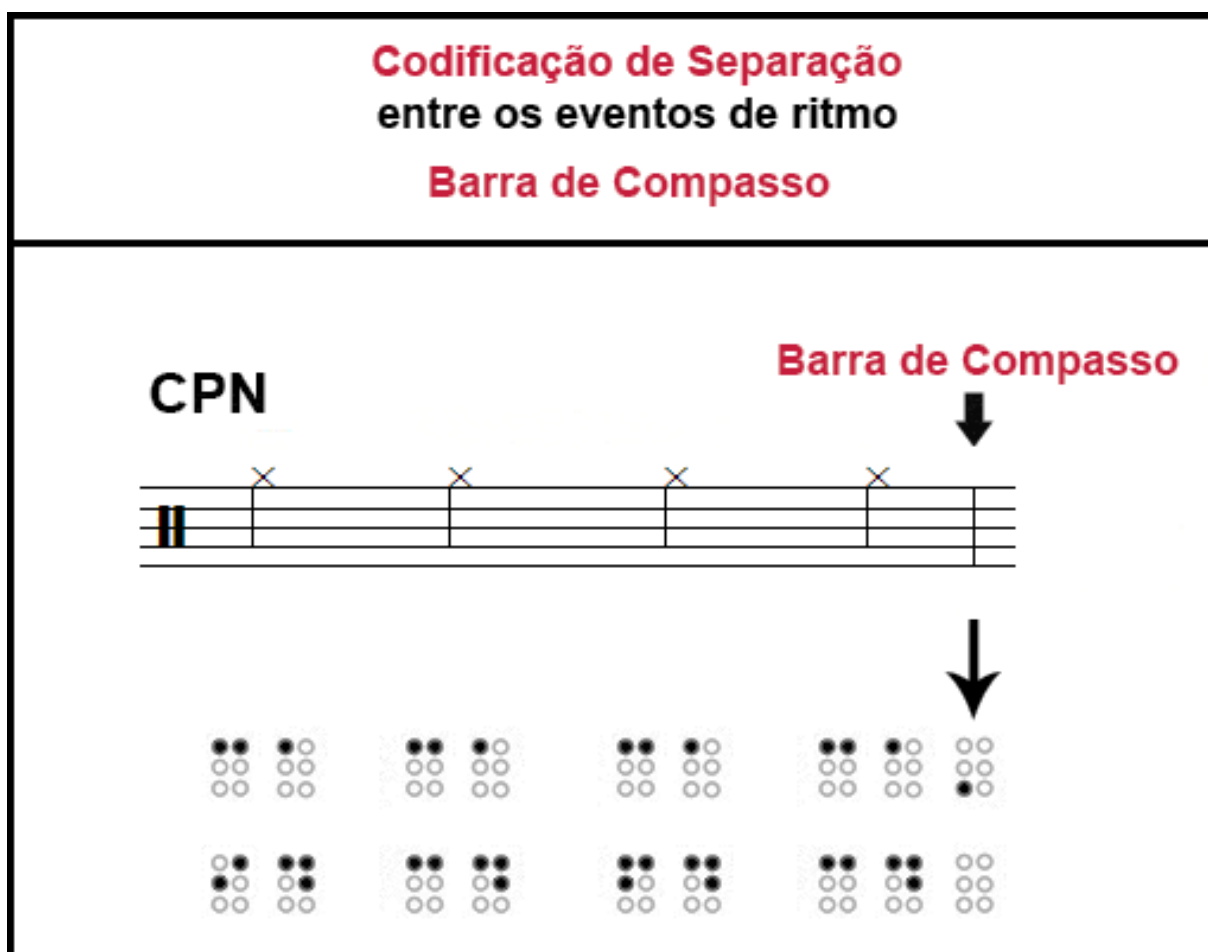 Codificação de Separação
entre os eventos de ritmo
Barra de Compasso
Barra de Compasso
CPN